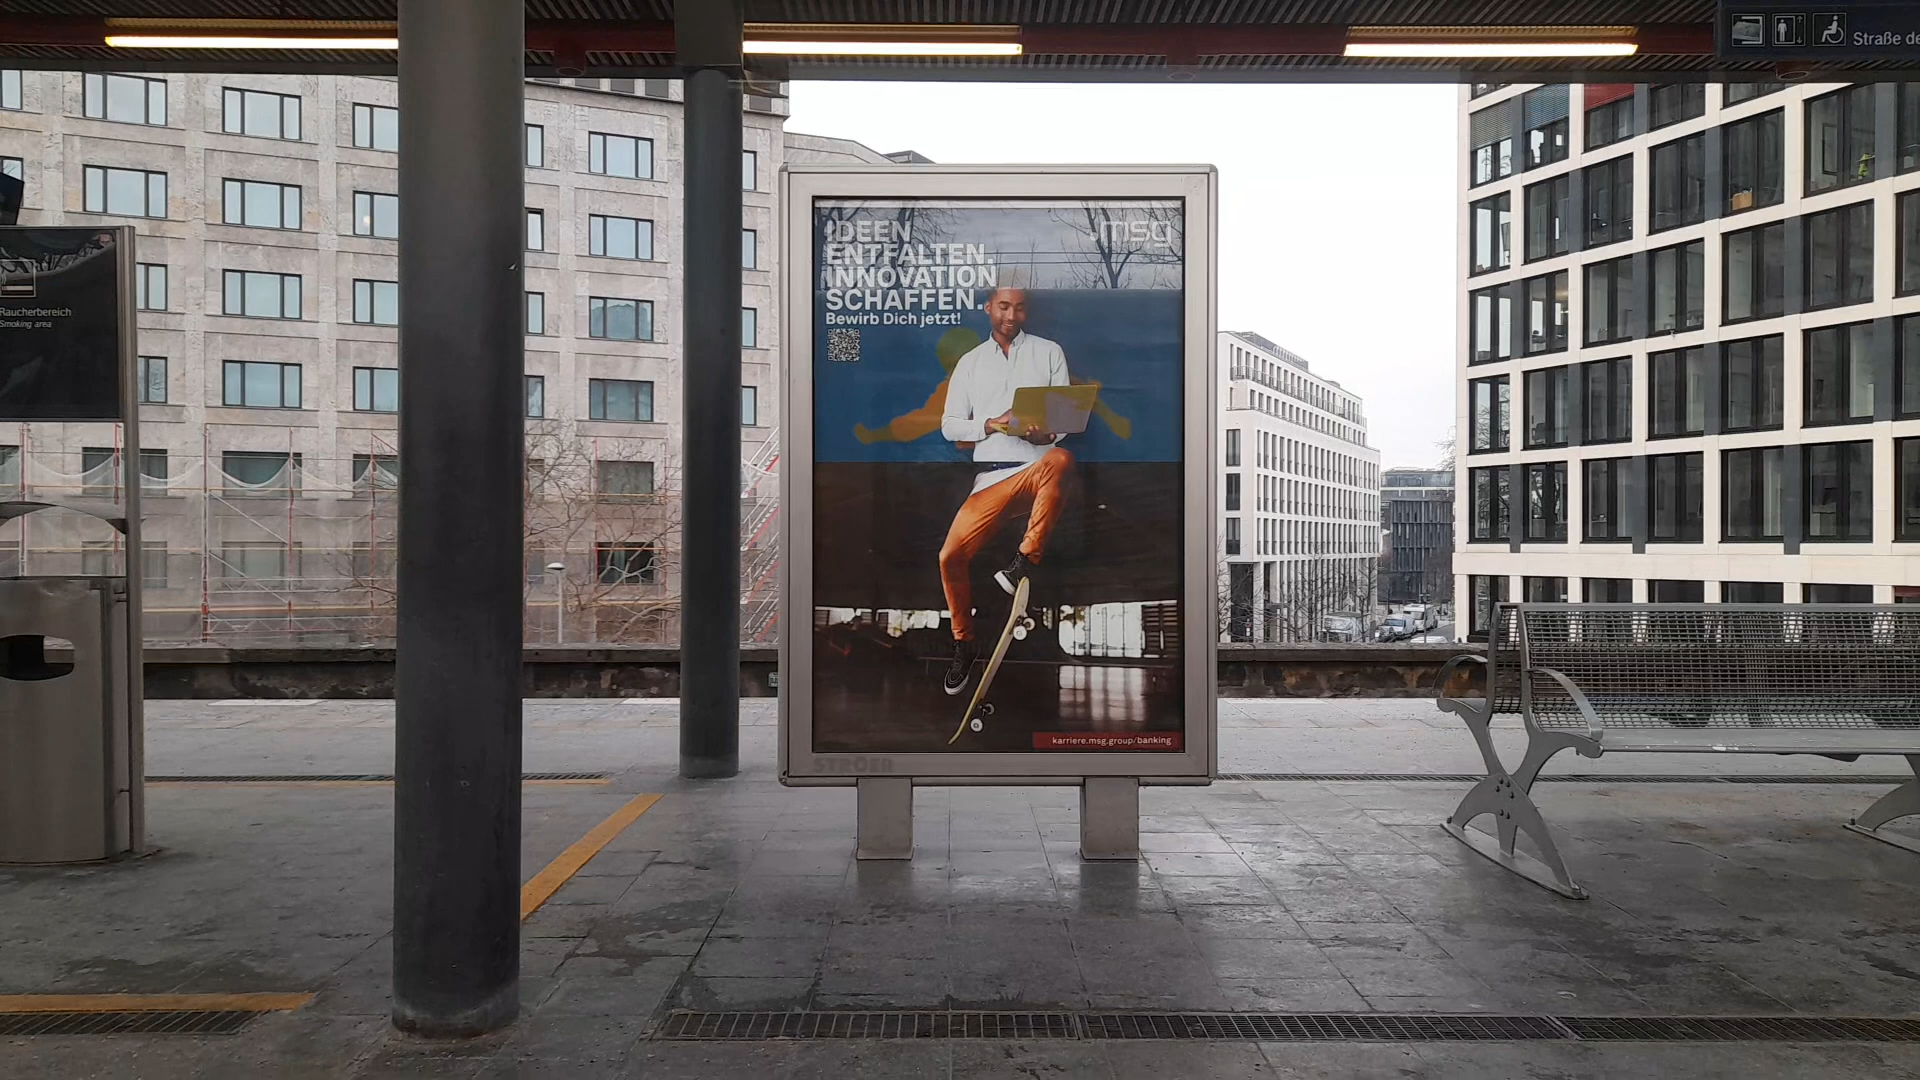 Straße de
Raucherbereich
Smoking area
IDEEN
ENTFALTEN.
INNOVATION
SCHAFFEN.
Bewirb Dich jetzt!
.msg
karriere.msg.group/banking
STRÖER